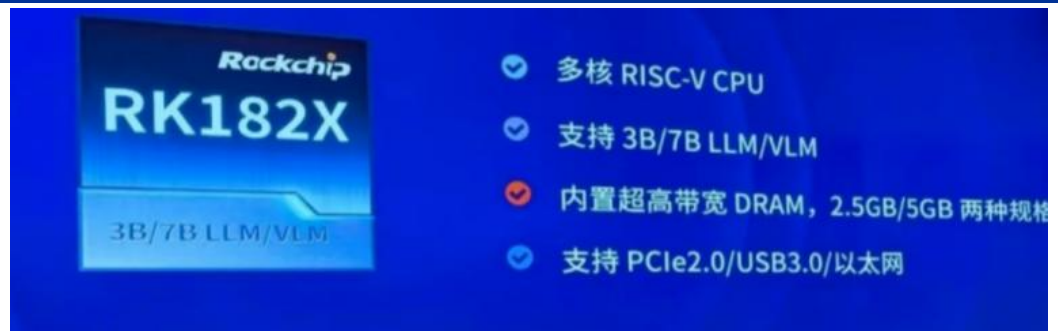 Rockchip
RK182X
3B/7B LLM/VLM
多核 RISC-V CPU
支持 3B/7B LLM/VLM
内置超高带宽 DRAM，2.5GB/5GB 两种规格
支持 PCIe2.0/USB3.0/以太网